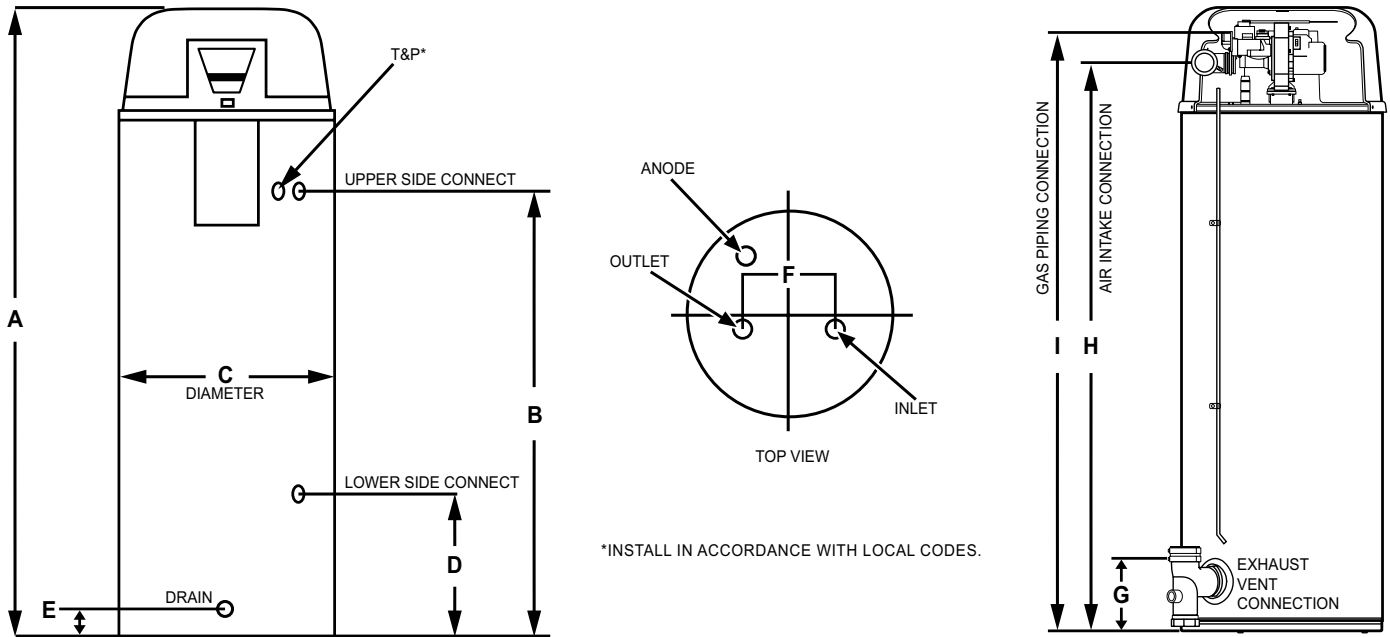 T&P*
UPPER SIDE CONNECT
A
C
DIAMETER
B
LOWER SIDE CONNECT
D
E
DRAIN
ANODE
OUTLET
F
INLET
TOP VIEW
*INSTALL IN ACCORDANCE WITH LOCAL CODES.
GAS PIPING CONNECTION
AIR INTAKE CONNECTION
I
H
G
EXHAUST
VENT
CONNECTION